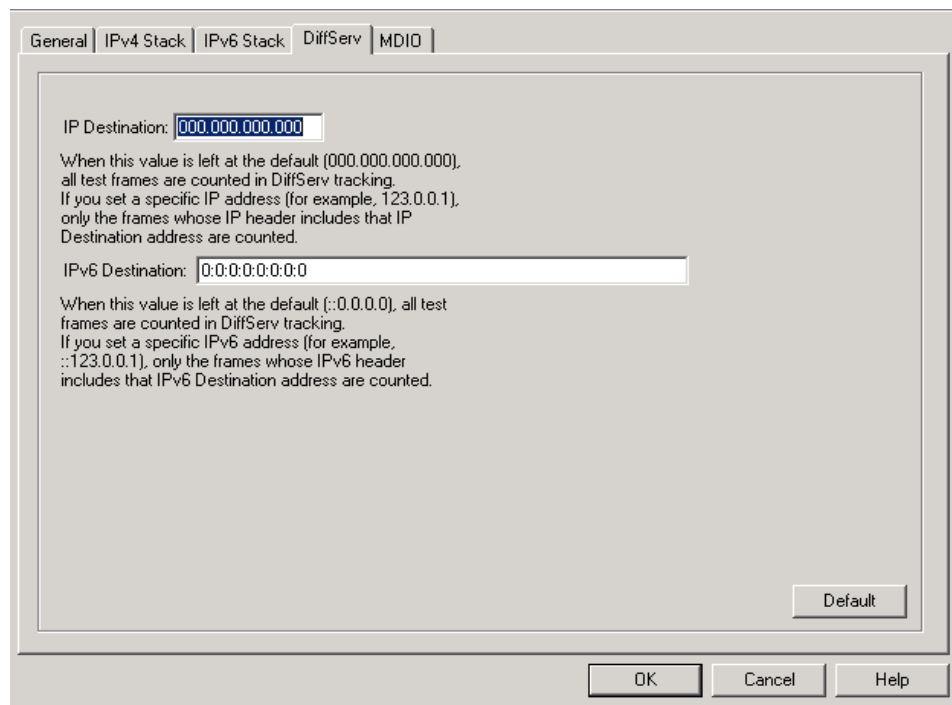 General IPv4 Stack IPv6 Stack DiffServ MDIO
IP Destination: 000.000.000.000
When this value is left at the default (000.000.000.000),
all test frames are counted in DiffServ tracking.
If you set a specific IP address (for example, 123.0.0.1),
only the frames whose IP header includes that IP
Destination address are counted.
IPv6 Destination: 0:0:0:0:0:0:0:0
When this value is left at the default (::0.0.0.0), all test
frames are counted in DiffServ tracking.
If you set a specific IPv6 address (for example,
::123.0.0.1), only the frames whose IPv6 header
includes that IPv6 Destination address are counted.
Default
OK Cancel Help